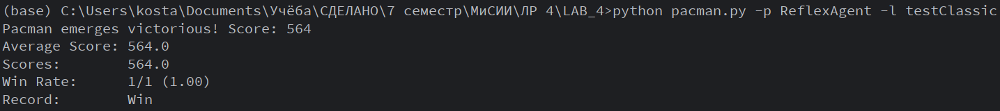 (base) C:\Users\kosta\Documents\Учёба\СДЕЛАНО\7 семестр\МиСИИ\ЛР 4\LAB_4>python pacman.py -p ReflexAgent -l testClassic
Pacman emerges victorious! Score: 564
Average Score: 564.0
Scores:        564.0
Win Rate:      1/1 (1.00)
Record:        Win